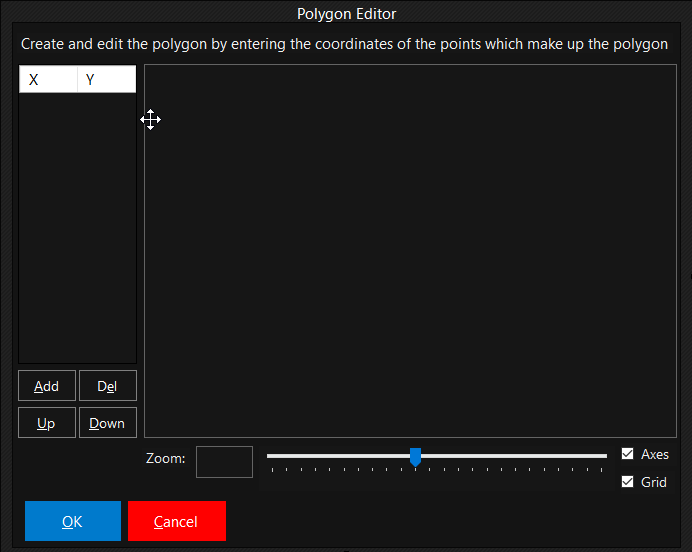 Polygon Editor
Create and edit the polygon by entering the coordinates of the points which make up the polygon
X Y
Add Del
Up Down
Zoom:
Axes
Grid
OK Cancel